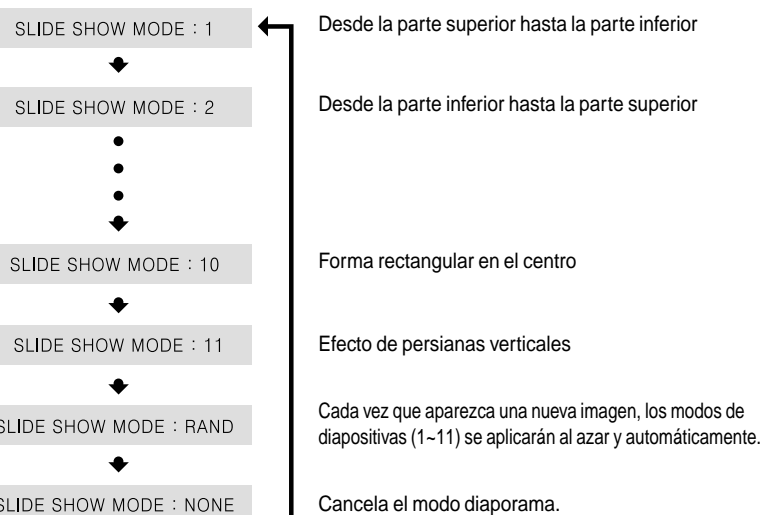 SLIDE SHOW MODE : 1
Desde la parte superior hasta la parte inferior
SLIDE SHOW MODE : 2
Desde la parte inferior hasta la parte superior
SLIDE SHOW MODE : 10
Forma rectangular en el centro
SLIDE SHOW MODE : 11
Efecto de persianas verticales
SLIDE SHOW MODE : RAND
Cada vez que aparezca una nueva imagen, los modos de
diapositivas (1~11) se aplicarán al azar y automáticamente.
SLIDE SHOW MODE : NONE
Cancela el modo diaporama.